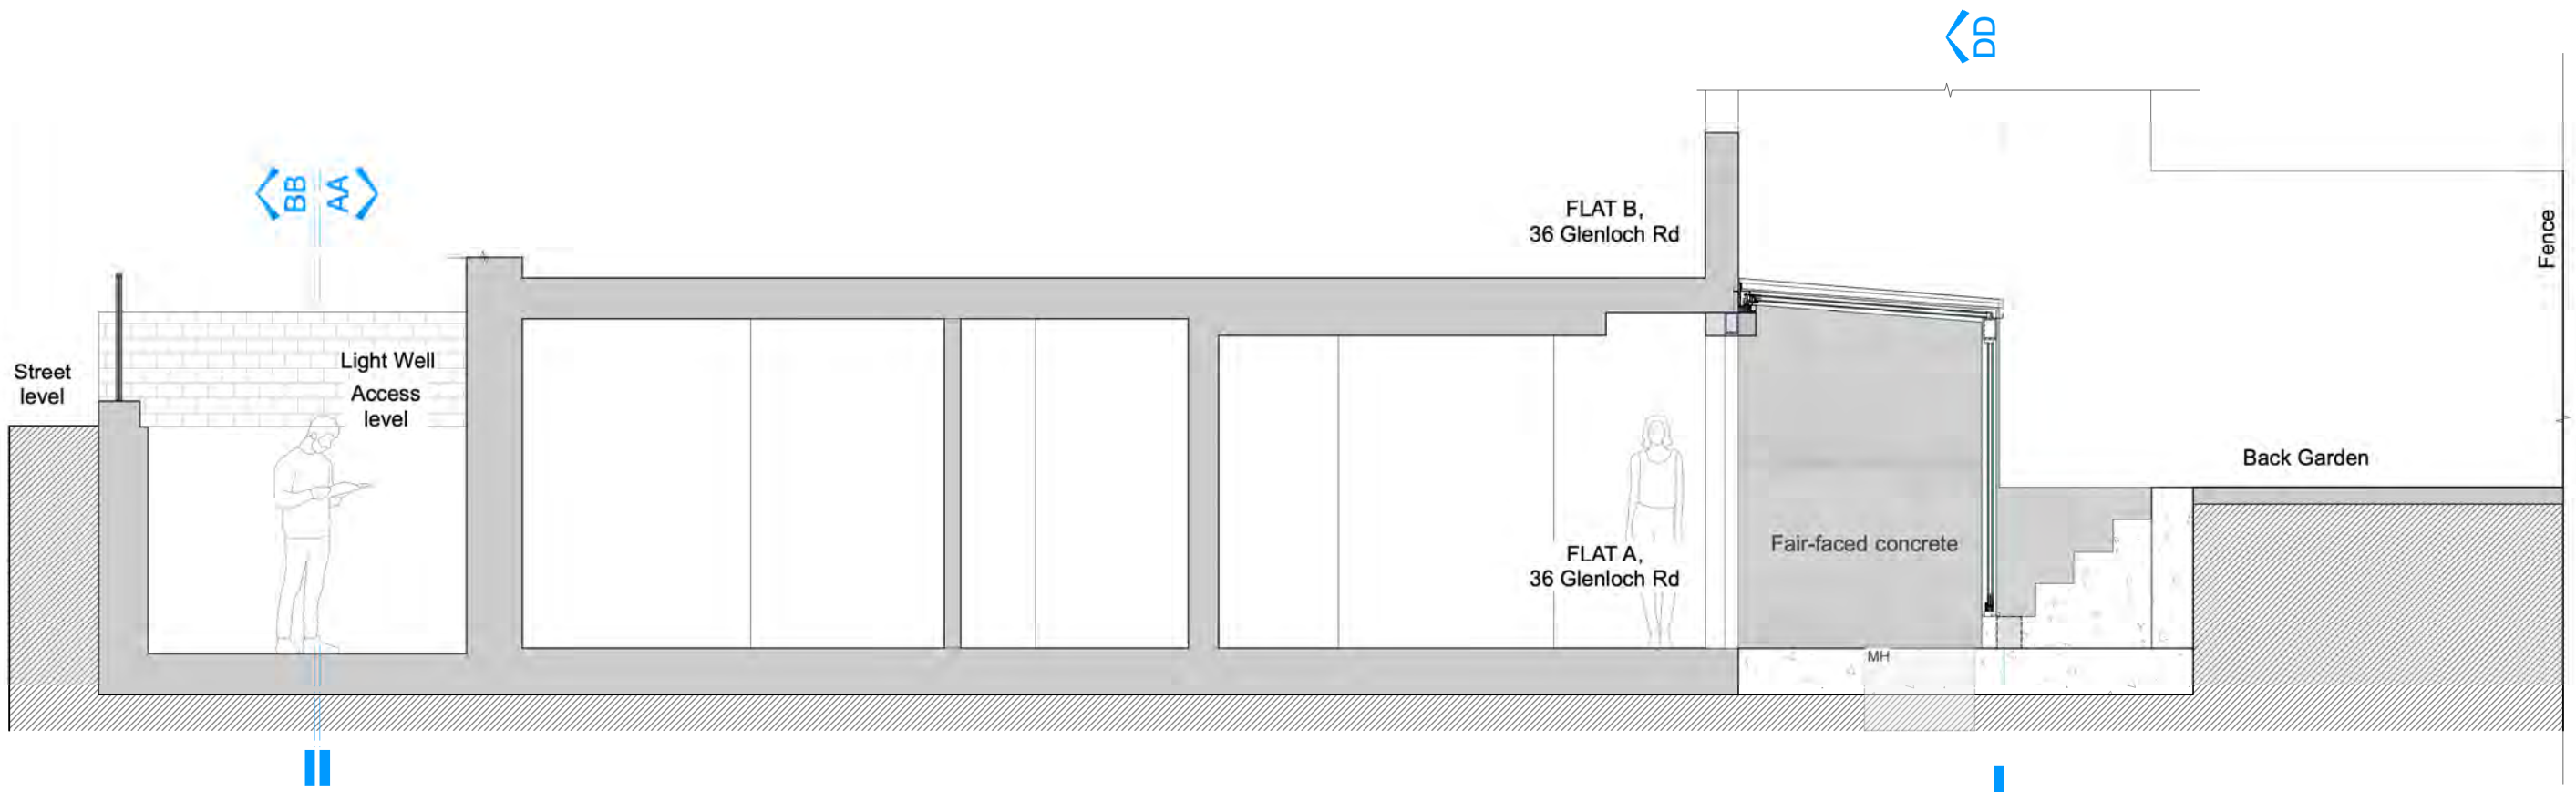 DD
BB
AA
FLAT B,
36 Glenloch Rd
Fence
Street
level
Light Well
Access
level
Back Garden
FLAT A,
36 Glenloch Rd
Fair-faced concrete
MH